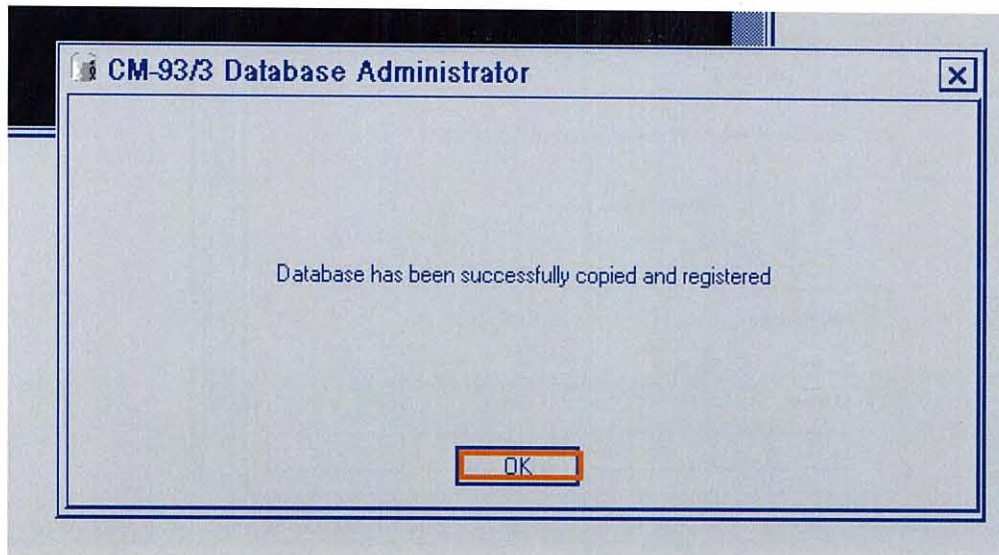 CM-93/3 Database Administrator
Database has been successfully copied and registered
OK